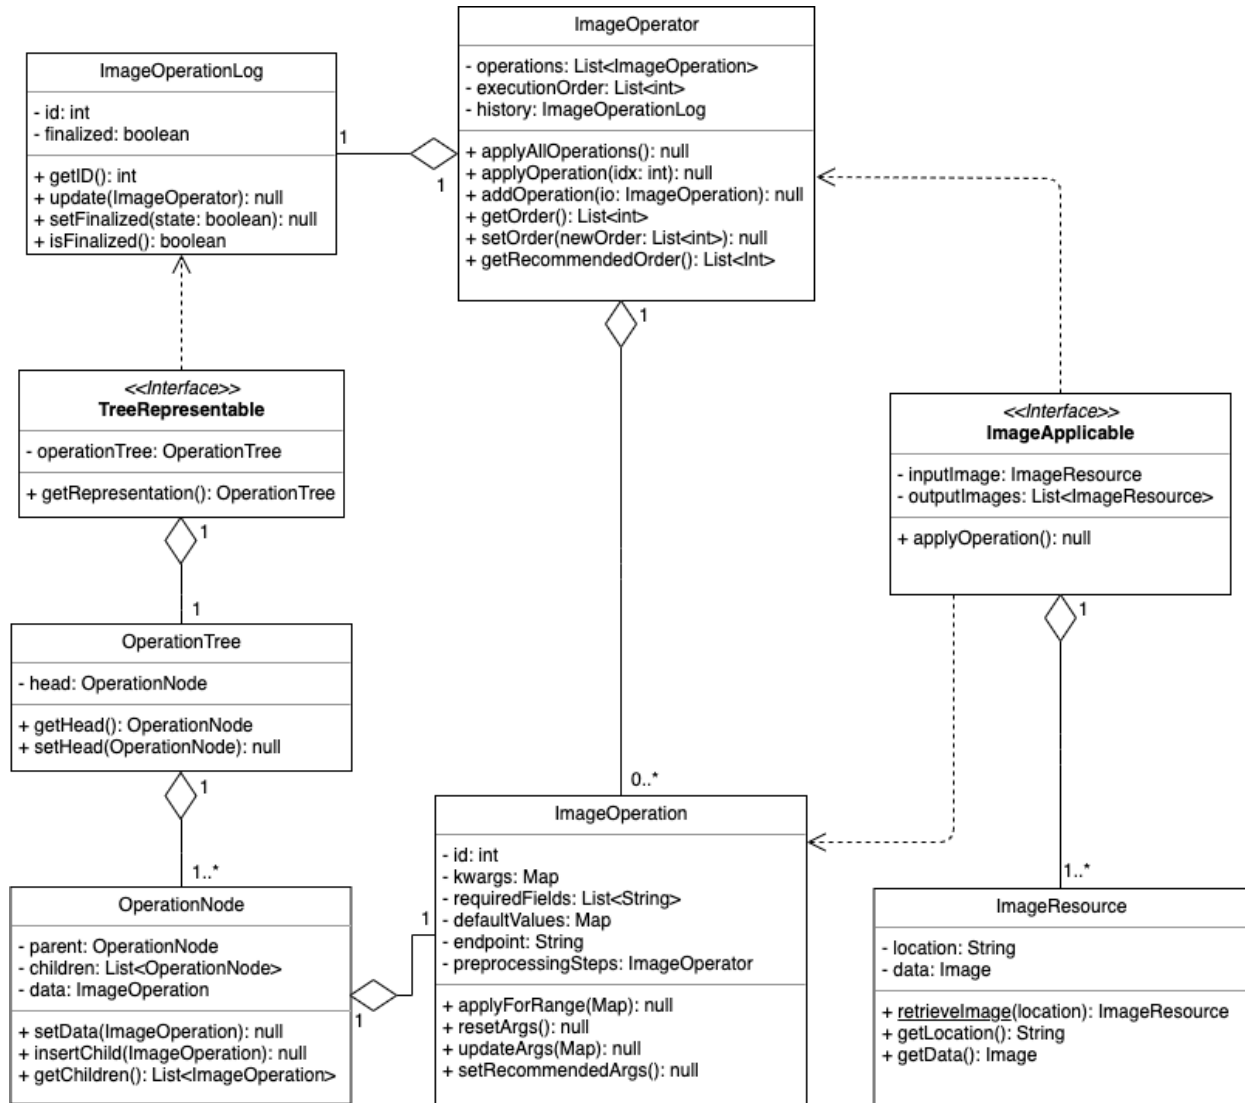 ImageOperator
- operations: List<ImageOperation>
- executionOrder: List<int>
- history: ImageOperationLog
+ applyAllOperations(): null
+ applyOperation(idx: int): null
+ addOperation(io: ImageOperation): null
+ getOrder(): List<int>
+ setOrder(newOrder: List<int>): null
+ getRecommendedOrder(): List<Int>
1
1
1
ImageOperationLog
- id: int
- finalized: boolean
+ getID(): int
+ update(ImageOperator): null
+ setFinalized(state: boolean): null
+ isFinalized(): boolean
<<Interface>>
TreeRepresentable
- operationTree: OperationTree
+ getRepresentation(): OperationTree
1
1
<<Interface>>
ImageApplicable
- inputImage: ImageResource
- outputImages: List<ImageResource>
+ applyOperation(): null
1
1..*
OperationTree
- head: OperationNode
+ getHead(): OperationNode
+ setHead(OperationNode): null
1
1..*
0..*
OperationNode
- parent: OperationNode
- children: List<OperationNode>
- data: ImageOperation
+ setData(ImageOperation): null
+ insertChild(ImageOperation): null
+ getChildren(): List<ImageOperation>
1
1
ImageOperation
- id: int
- kwargs: Map
- requiredFields: List<String>
- defaultValues: Map
- endpoint: String
- preprocessingSteps: ImageOperator
+ applyForRange(Map): null
+ resetArgs(): null
+ updateArgs(Map): null
+ setRecommendedArgs(): null
ImageResource
- location: String
- data: Image
+ retrieveImage(location): ImageResource
+ getLocation(): String
+ getData(): Image